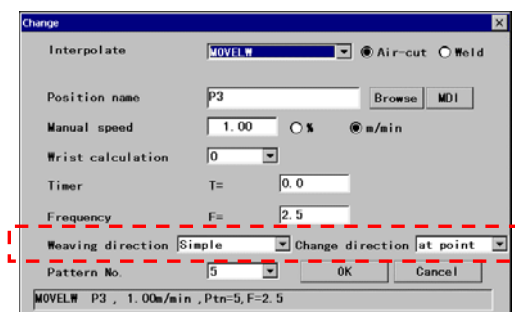 Change
Interpolate MOVELW Air-cut Weld
Position name P3 Browse MDI
Manual speed 1.00 % m/min
Wrist calculation 0
Timer T= 0.0
Frequency F= 2.5
Weaving direction Simple Change direction at point
Pattern No. 5 OK Cancel
MOVELW P3 , 1.00m/min ,Ptn=5,F=2.5